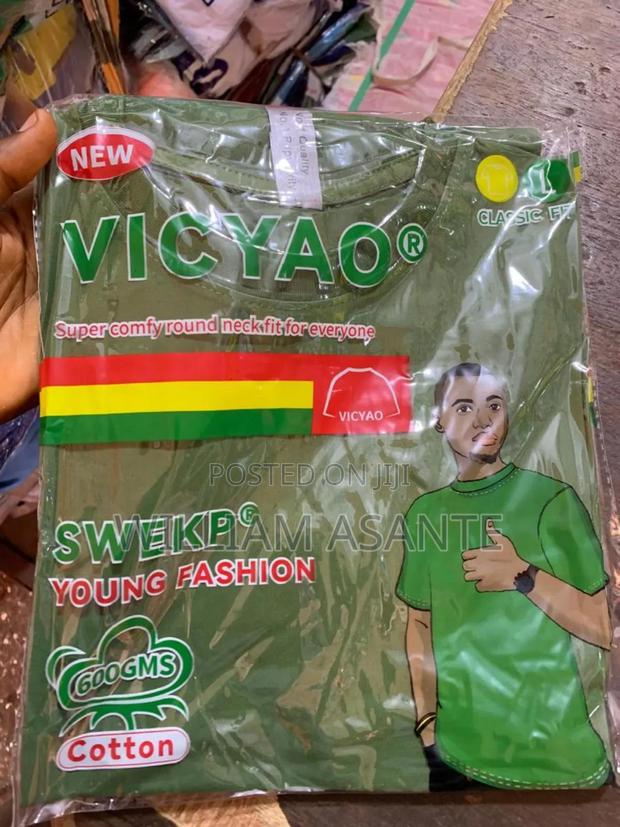 NEW
VICYAO®
CLASSIC FIT
Super comfy round neck fit for everyone
VICYAO
POSTED ON JIJI
WILLIAM ASANTE
SWEKP®
YOUNG FASHION
600GMS
Cotton